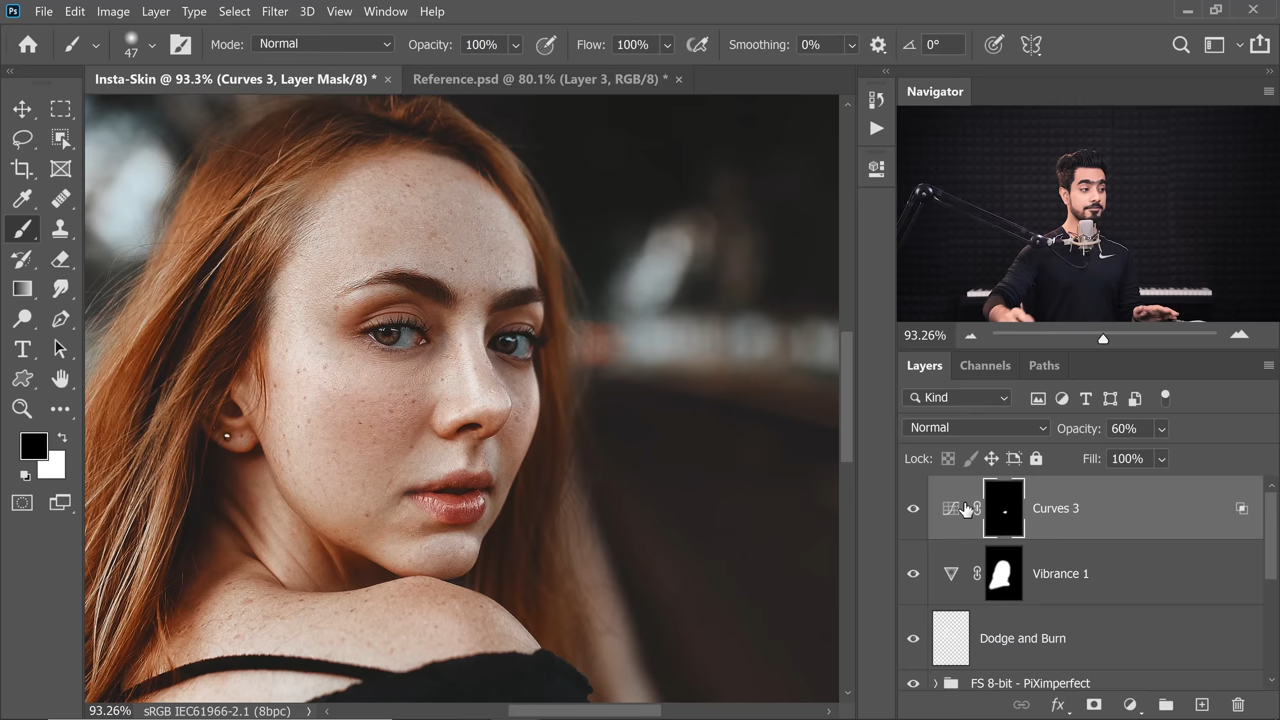 Ps File Edit Image Layer Type Select Filter 3D View Window Help
47 Mode: Normal Opacity: 100% Flow: 100% Smoothing: 0% 0°
Insta-Skin @ 93.3% (Curves 3, Layer Mask/8) * × Reference.psd @ 80.1% (Layer 3, RGB/8) * ×
Navigator
93.26%
Layers Channels Paths
Kind
Normal Opacity: 60%
Lock: Fill: 100%
Curves 3
Vibrance 1
Dodge and Burn
FS 8-bit - PiXimperfect
93.26% sRGB IEC61966-2.1 (8bpc)